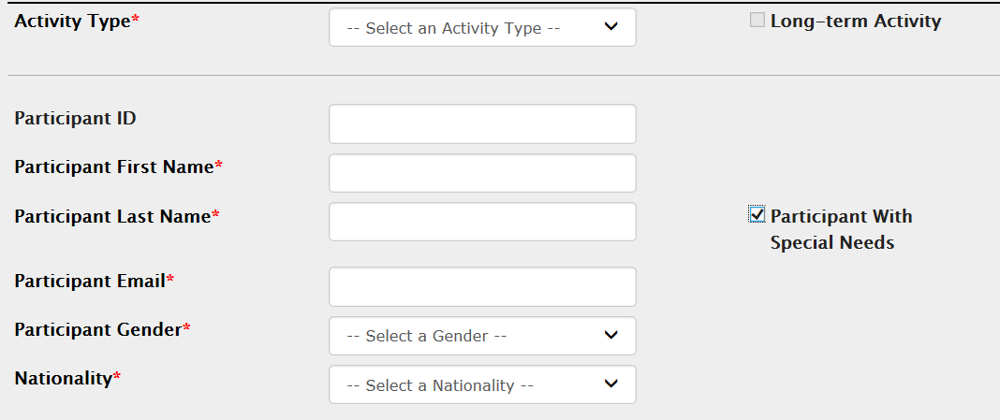 Activity Type*
-- Select an Activity Type --
Long-term Activity
Participant ID
Participant First Name*
Participant Last Name*
Participant With
Special Needs
Participant Email*
Participant Gender*
-- Select a Gender --
Nationality*
-- Select a Nationality --